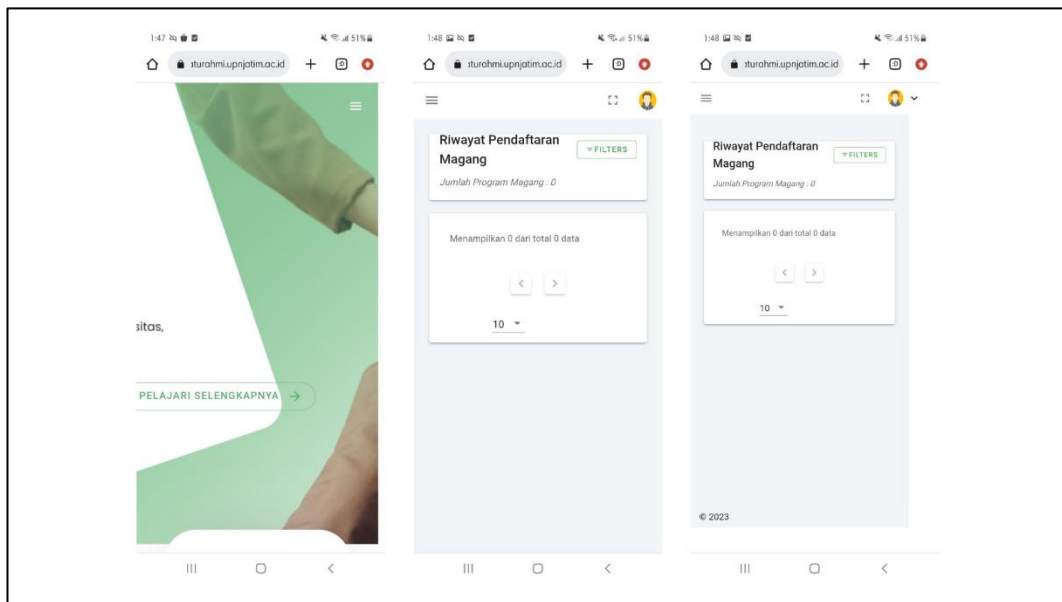 1:47
51%
sturahmi.upnjatim.ac.id
:D
sitas,
PELAJARI SELENGKAPNYA
1:48
51%
sturahmi.upnjatim.ac.id
:D
Riwayat Pendaftaran
Magang
FILTERS
Jumlah Program Magang : 0
Menampilkan 0 dari total 0 data
10
1:48
51%
sturahmi.upnjatim.ac.id
:D
Riwayat Pendaftaran
Magang
FILTERS
Jumlah Program Magang : 0
Menampilkan 0 dari total 0 data
10
© 2023